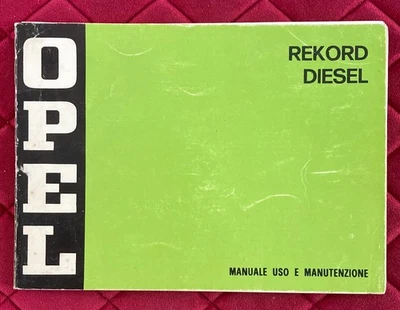 OPEL
REKORD
DIESEL
MANUALE USO E MANUTENZIONE